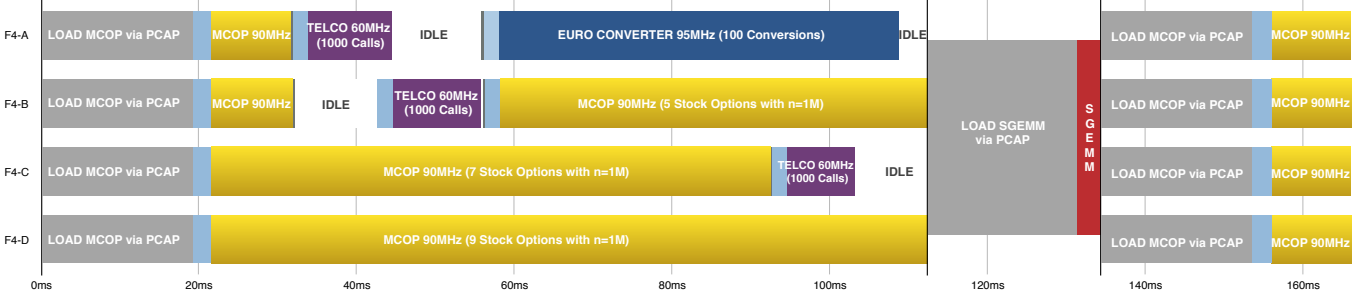 F4-A
LOAD MCOP via PCAP
MCOP 90MHz
TELCO 60MHz
(1000 Calls)
IDLE
EURO CONVERTER 95MHz (100 Conversions)
IDLE
LOAD MCOP via PCAP
MCOP 90MHz
F4-B
LOAD MCOP via PCAP
MCOP 90MHz
IDLE
TELCO 60MHz
(1000 Calls)
MCOP 90MHz (5 Stock Options with n=1M)
LOAD SGEMM
via PCAP
SGEMM
LOAD MCOP via PCAP
MCOP 90MHz
F4-C
LOAD MCOP via PCAP
MCOP 90MHz (7 Stock Options with n=1M)
TELCO 60MHz
(1000 Calls)
IDLE
LOAD MCOP via PCAP
MCOP 90MHz
F4-D
LOAD MCOP via PCAP
MCOP 90MHz (9 Stock Options with n=1M)
LOAD MCOP via PCAP
MCOP 90MHz
0ms 20ms 40ms 60ms 80ms 100ms 120ms 140ms 160ms